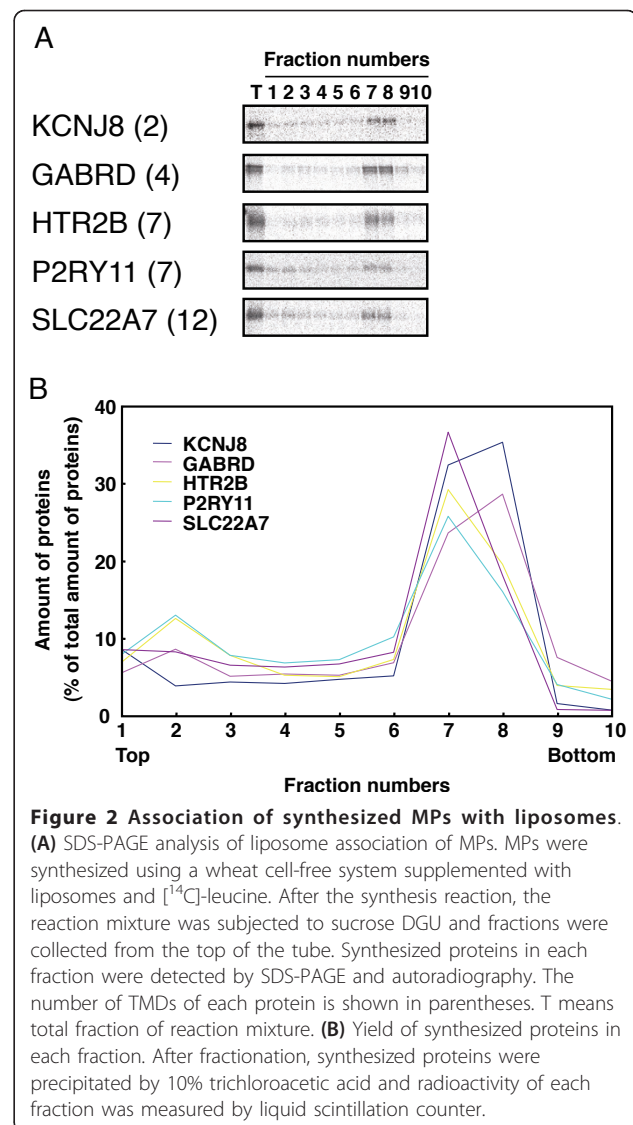 A
Fraction numbers
T 1 2 3 4 5 6 7 8 9 10
KCNJ8 (2)
GABRD (4)
HTR2B (7)
P2RY11 (7)
SLC22A7 (12)
B
40
30
20
10
0
Amount of proteins
(% of total amount of proteins)
KCNJ8
GABRD
HTR2B
P2RY11
SLC22A7
1 2 3 4 5 6 7 8 9 10
Top Bottom
Fraction numbers
Figure 2 Association of synthesized MPs with liposomes.
(A) SDS-PAGE analysis of liposome association of MPs. MPs were
synthesized using a wheat cell-free system supplemented with
liposomes and [¹⁴C]-leucine. After the synthesis reaction, the
reaction mixture was subjected to sucrose DGU and fractions were
collected from the top of the tube. Synthesized proteins in each
fraction were detected by SDS-PAGE and autoradiography. The
number of TMDs of each protein is shown in parentheses. T means
total fraction of reaction mixture. (B) Yield of synthesized proteins in
each fraction. After fractionation, synthesized proteins were
precipitated by 10% trichloroacetic acid and radioactivity of each
fraction was measured by liquid scintillation counter.